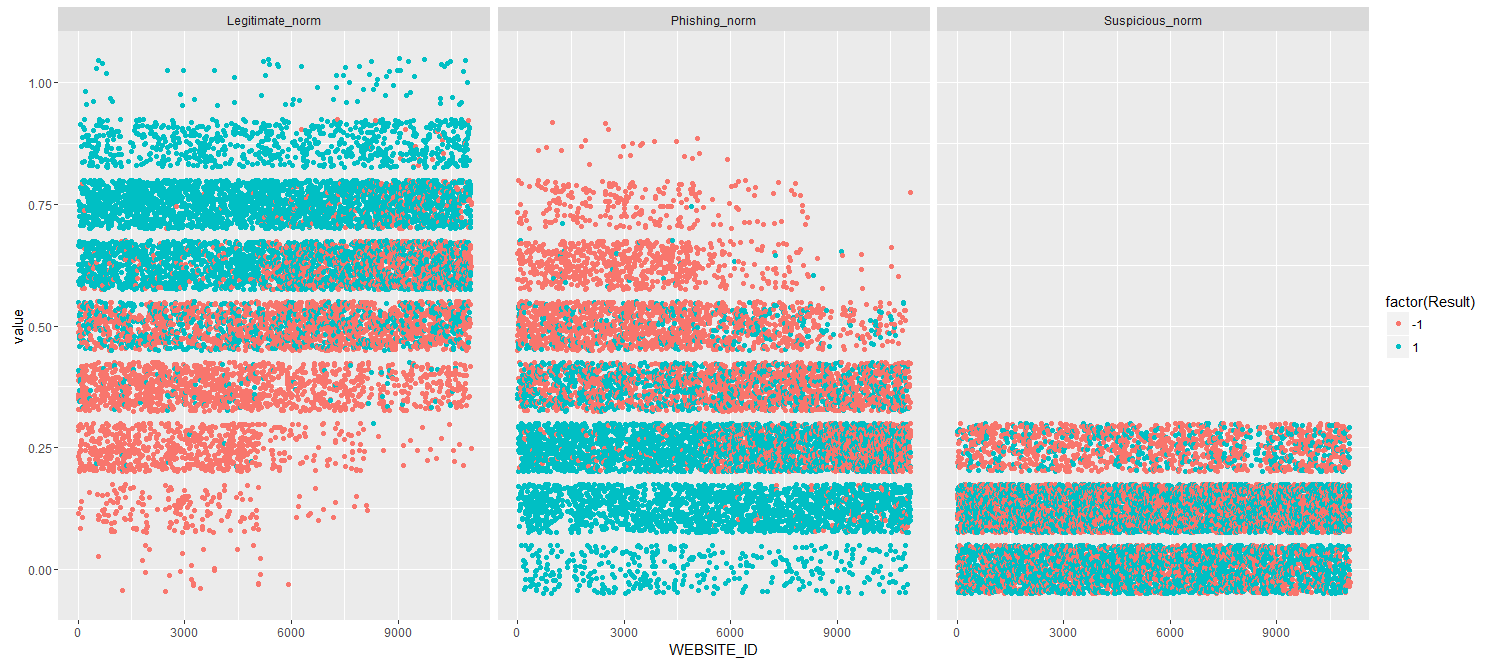 Legitimate_norm
Phishing_norm
Suspicious_norm
value
1.00
0.75
0.50
0.25
0.00
0 3000 6000 9000
0 3000 6000 9000
0 3000 6000 9000
WEBSITE_ID
factor(Result)
-1
1